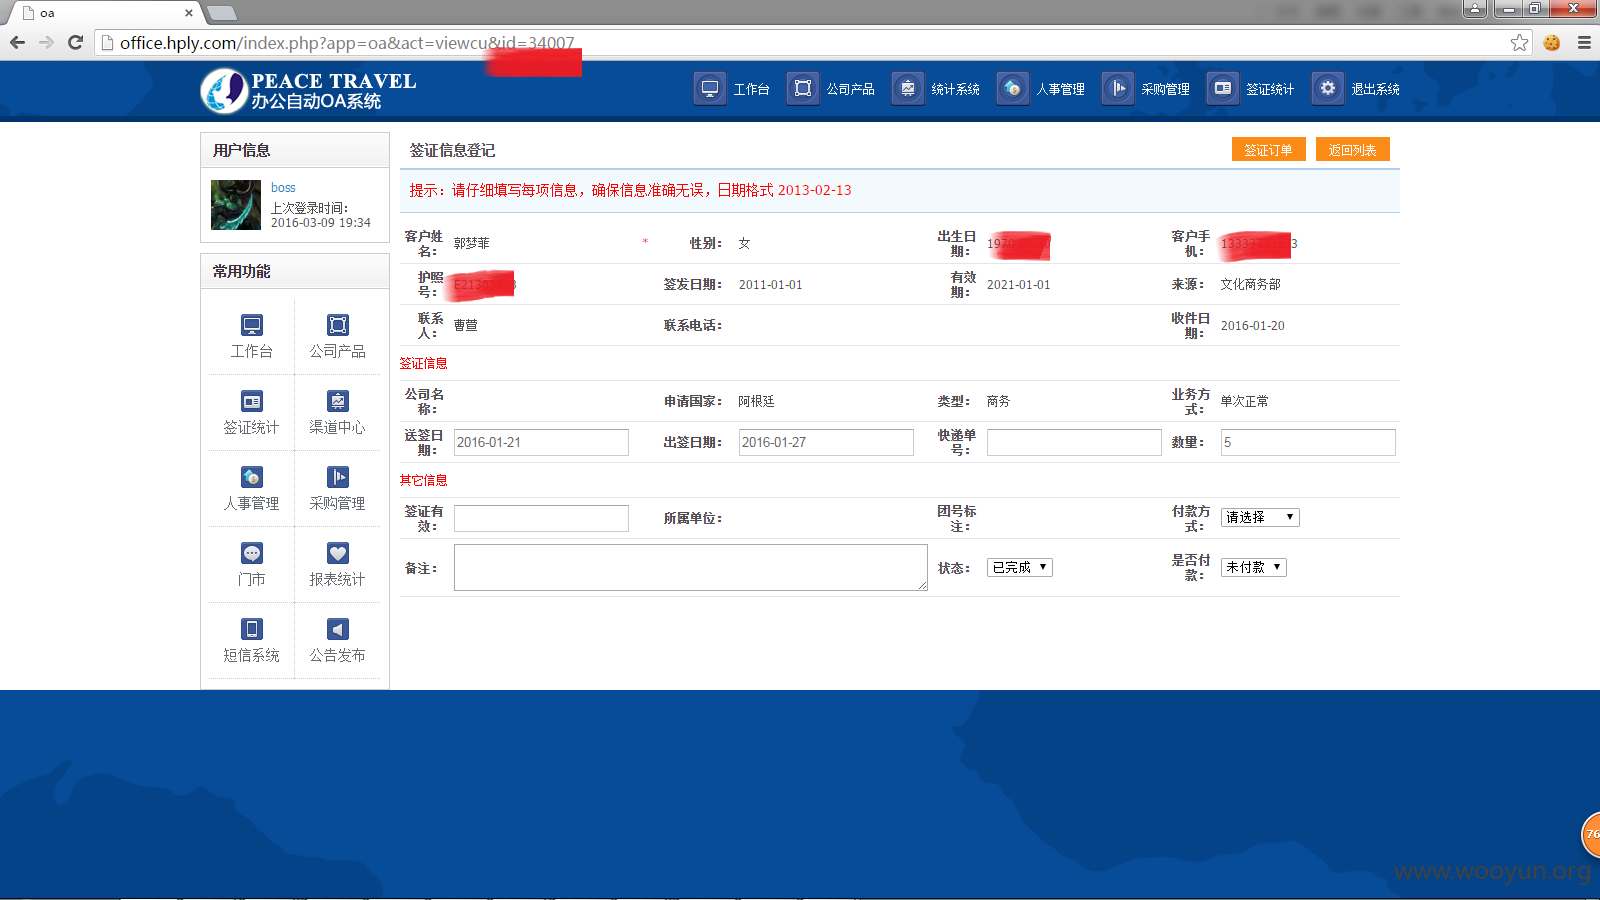 oa
office.hply.com/index.php?app=oa&act=viewcu&id=34007
PEACE TRAVEL
办公自动OA系统
工作台 公司产品 统计系统 人事管理 采购管理 签证统计 退出系统
用户信息
boss
上次登录时间：
2016-03-09 19:34
常用功能
工作台 公司产品
签证统计 渠道中心
人事管理 采购管理
门市 报表统计
短信系统 公告发布
签证信息登记 签证订单 返回列表
提示：请仔细填写每项信息，确保信息准确无误，日期格式 2013-02-13
客户姓名： 郭梦菲 * 性别： 女 出生日期： 客户手机：
护照号： 签发日期： 2011-01-01 有效期： 2021-01-01 来源： 文化商务部
联系人： 曹萱 联系电话： 收件日期： 2016-01-20
签证信息
公司名称： 申请国家： 阿根廷 类型： 商务 业务方式： 单次正常
送签日期： 2016-01-21 出签日期： 2016-01-27 快递单号： 数量： 5
其它信息
签证有效： 所属单位： 团号标注： 付款方式： 请选择
备注： 状态： 已完成 是否付款： 未付款
76
www.wooyun.org